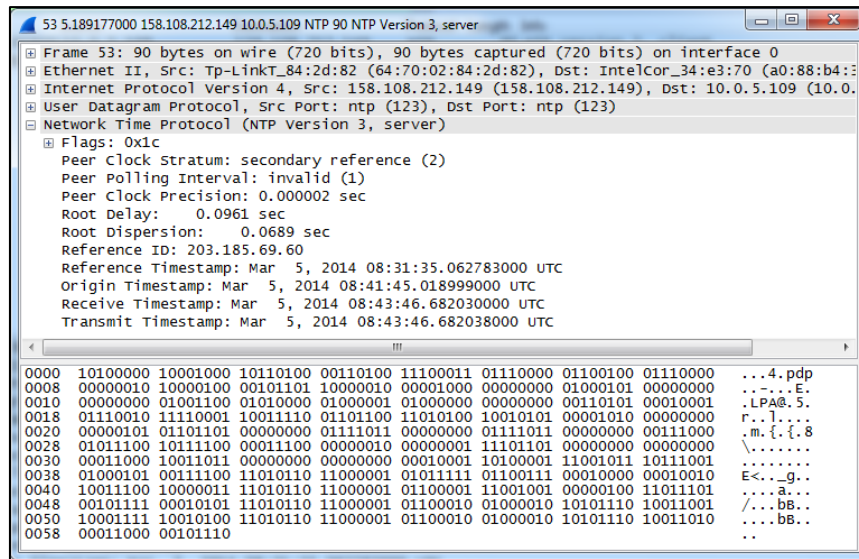 53 5.189177000 158.108.212.149 10.0.5.109 NTP 90 NTP Version 3, server
Frame 53: 90 bytes on wire (720 bits), 90 bytes captured (720 bits) on interface 0
Ethernet II, Src: Tp-LinkT_84:2d:82 (64:70:02:84:2d:82), Dst: IntelCor_34:e3:70 (a0:88:b4:3
Internet Protocol Version 4, Src: 158.108.212.149 (158.108.212.149), Dst: 10.0.5.109 (10.0.
User Datagram Protocol, Src Port: ntp (123), Dst Port: ntp (123)
Network Time Protocol (NTP Version 3, server)
Flags: 0x1c
Peer Clock Stratum: secondary reference (2)
Peer Polling Interval: invalid (1)
Peer Clock Precision: 0.000002 sec
Root Delay: 0.0961 sec
Root Dispersion: 0.0689 sec
Reference ID: 203.185.69.60
Reference Timestamp: Mar 5, 2014 08:31:35.062783000 UTC
Origin Timestamp: Mar 5, 2014 08:41:45.018999000 UTC
Receive Timestamp: Mar 5, 2014 08:43:46.682030000 UTC
Transmit Timestamp: Mar 5, 2014 08:43:46.682038000 UTC
0000 10100000 10001000 10110100 00110100 11100011 01110000 01100100 01110000 ...4.pdp
0008 00000010 10000100 00101101 10000010 00001000 00000000 01000101 00000000 ..-...E.
0010 00000000 01001100 01010000 01000001 01000000 00000000 00110101 00010001 .LPA@.5.
0018 01110010 11110001 10011110 01101100 11010100 10010101 00001010 00000000 r..l....
0020 00000101 01101101 00000000 01111011 00000000 01111011 00000000 00111000 .m.{.{.8
0028 01011100 10111100 00011100 00000010 00000001 11101101 00000000 00000000 \.......
0030 00011000 10011011 00000000 00000000 00010001 10100001 11001011 10111001 ........
0038 01000101 00111100 11010110 11000001 01011111 01100111 00010000 00010010 E<.._g..
0040 10011100 10000011 11010110 11000001 01100001 11001001 00000100 11011101 ....a...
0048 00101111 00010101 11010110 11000001 01100010 01000010 10101110 10011001 /...bB..
0050 10001111 10010100 11010110 11000001 01100010 01000010 10101110 10011010 ....bB..
0058 00011000 00101110 ..